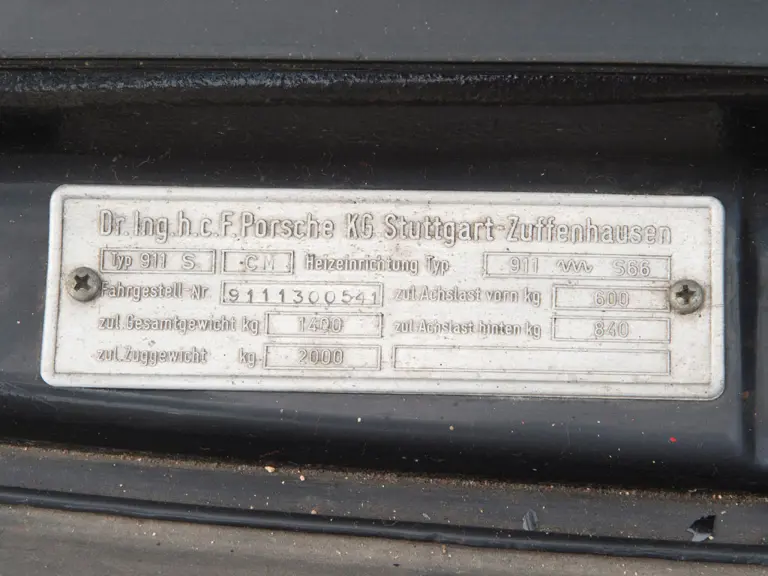 Dr. Ing. h.c. F. Porsche KG Stuttgart-Zuffenhausen
Typ 911 S CM Heizeinrichtung Typ 911 S66
Fahrgestell-Nr 9111300541 zul. Achslast vorn kg 600
zul. Gesamtgewicht kg 1400 zul. Achslast hinten kg 840
zul. Zuggewicht kg. 2000